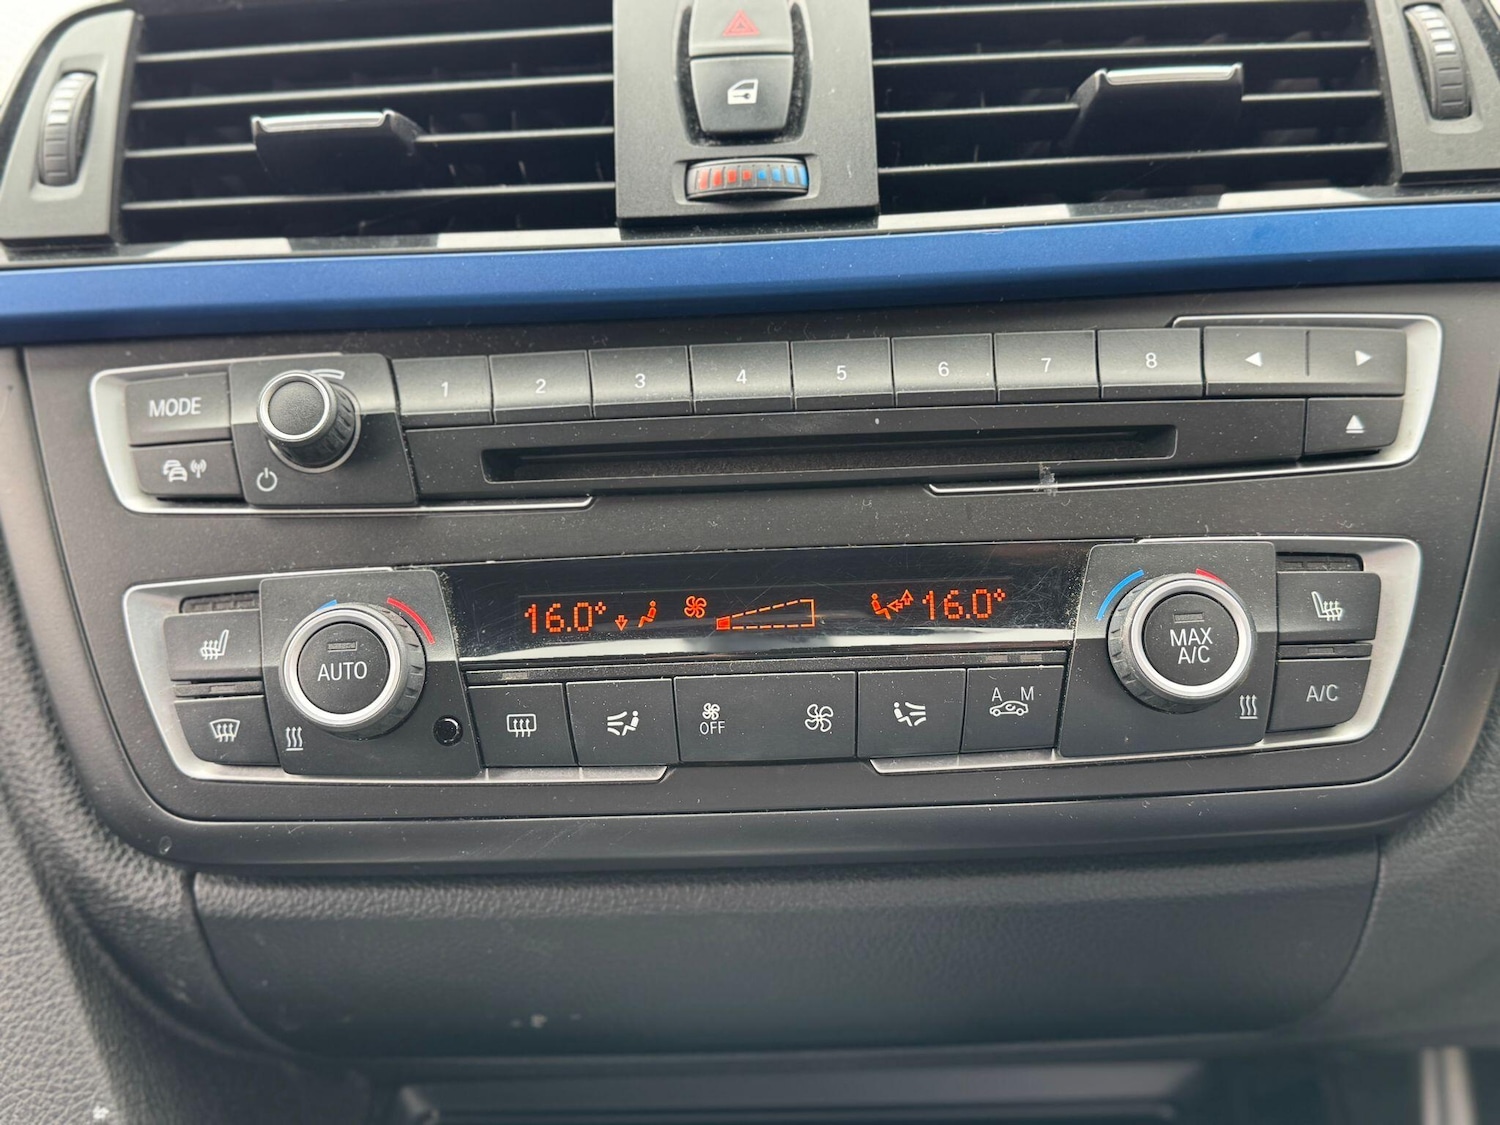 1 2 3 4 5 6 7 8
MODE
16.0° 16.0°
AUTO
MAX
A/C
A/C
OFF
A M